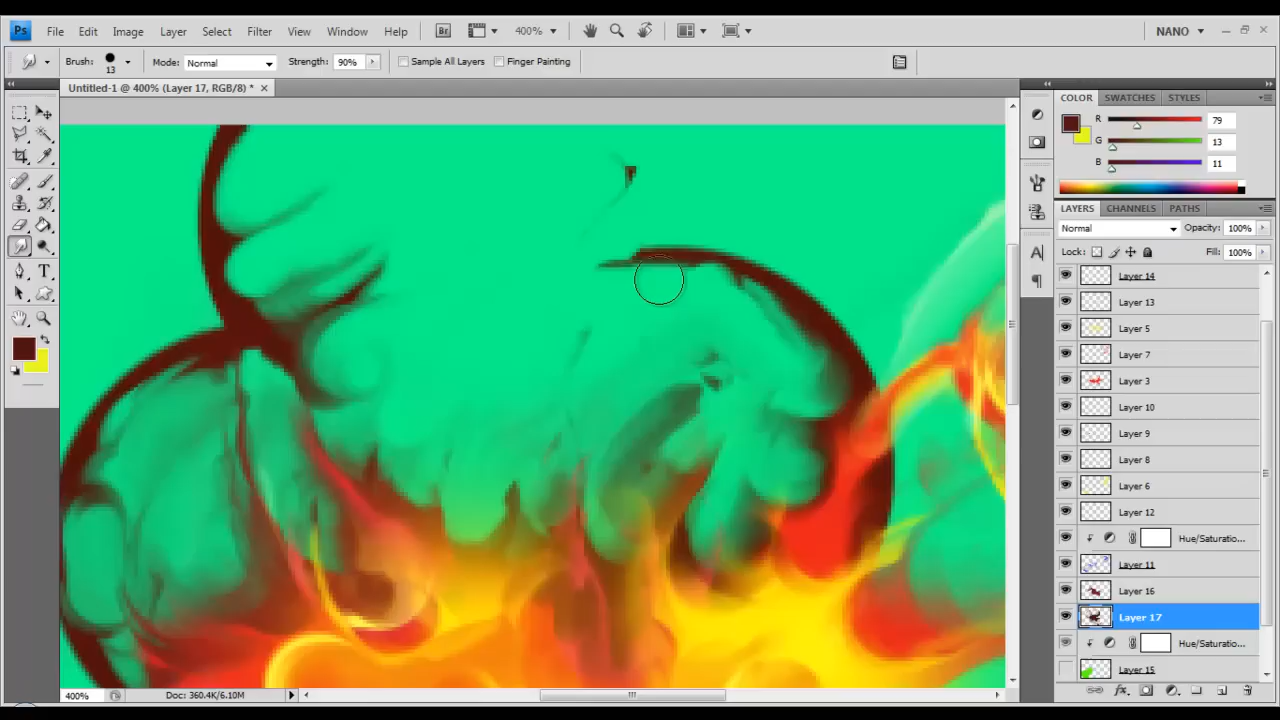 Ps File Edit Image Layer Select Filter View Window Help Br 400% NANO
Brush: 13 Mode: Normal Strength: 90% Sample All Layers Finger Painting
Untitled-1 @ 400% (Layer 17, RGB/8) *
COLOR SWATCHES STYLES
R 79
G 13
B 11
LAYERS CHANNELS PATHS
Normal Opacity: 100%
Lock: Fill: 100%
Layer 14
Layer 13
Layer 5
Layer 7
Layer 3
Layer 10
Layer 9
Layer 8
Layer 6
Layer 12
Hue/Saturatio...
Layer 11
Layer 16
Layer 17
Hue/Saturatio...
Layer 15
400% Doc: 360.4K/6.10M